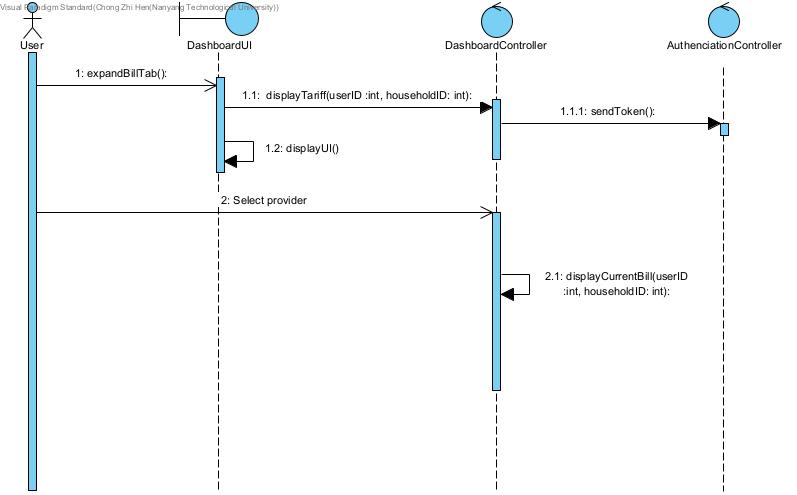 Visual Paradigm Standard(Chong Zhi Hen(Nanyang Technological University))
User
DashboardUI
DashboardController
AuthenciationController
1: expandBillTab():
1.1: displayTariff(userID :int, householdID: int):
1.1.1: sendToken():
1.2: displayUI()
2: Select provider
2.1: displayCurrentBill(userID
:int, householdID: int):